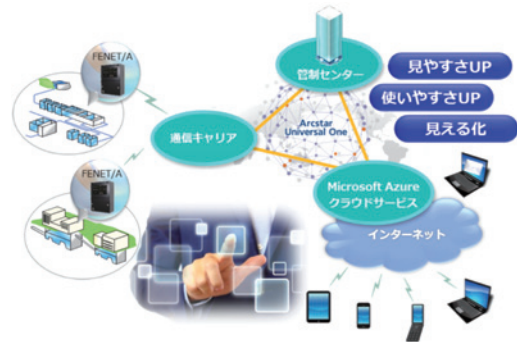 FENET/A
管制センター
見やすさUP
使いやすさUP
見える化
Arcstar
Universal One
通信キャリア
FENET/A
Microsoft Azure
クラウドサービス
インターネット